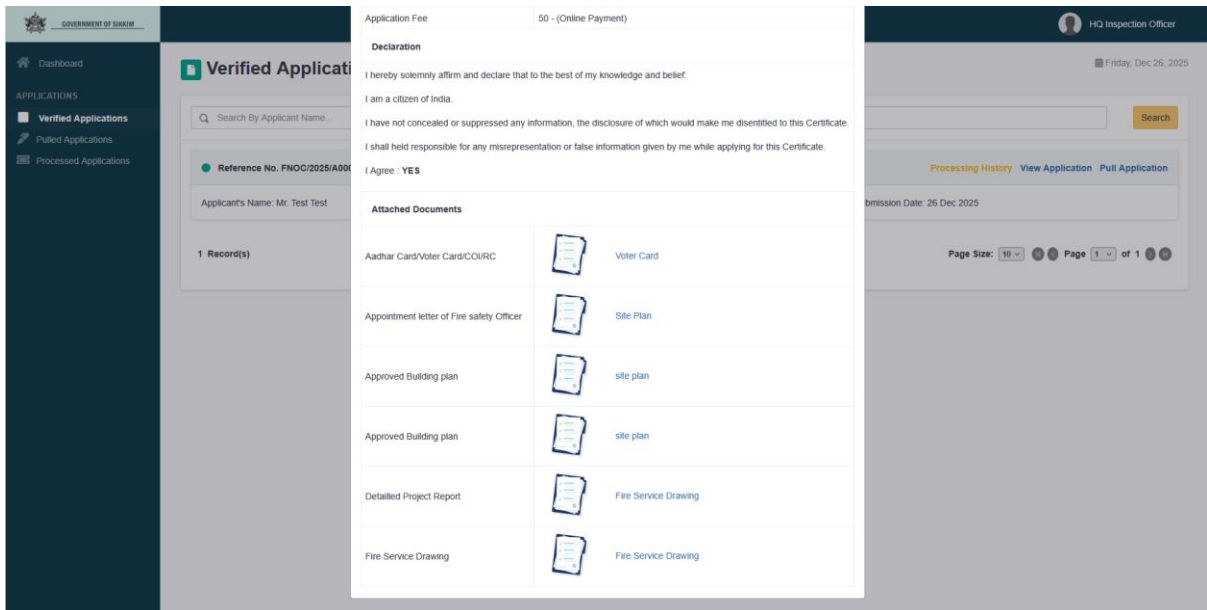 GOVERNMENT OF SIKKIM
HQ Inspection Officer
Dashboard
APPLICATIONS
Verified Applications
Pulled Applications
Processed Applications
Verified Applicati
Friday, Dec 26, 2025
Search By Applicant Name...
Search
Reference No. FNOC/2025/A000
Processing History View Application Pull Application
Applicant's Name: Mr. Test Test
bmission Date: 26 Dec 2025
1 Record(s)
Page Size: 10 Page 1 of 1
Application Fee 50 - (Online Payment)
Declaration
I hereby solemnly affirm and declare that to the best of my knowledge and belief.
I am a citizen of India.
I have not concealed or suppressed any information, the disclosure of which would make me disentitled to this Certificate.
I shall held responsible for any misrepresentation or false information given by me while applying for this Certificate.
I Agree : YES
Attached Documents
Aadhar Card/Voter Card/COI/RC Voter Card
Appointment letter of Fire safety Officer Site Plan
Approved Building plan site plan
Approved Building plan site plan
Detailled Project Report Fire Service Drawing
Fire Service Drawing Fire Service Drawing